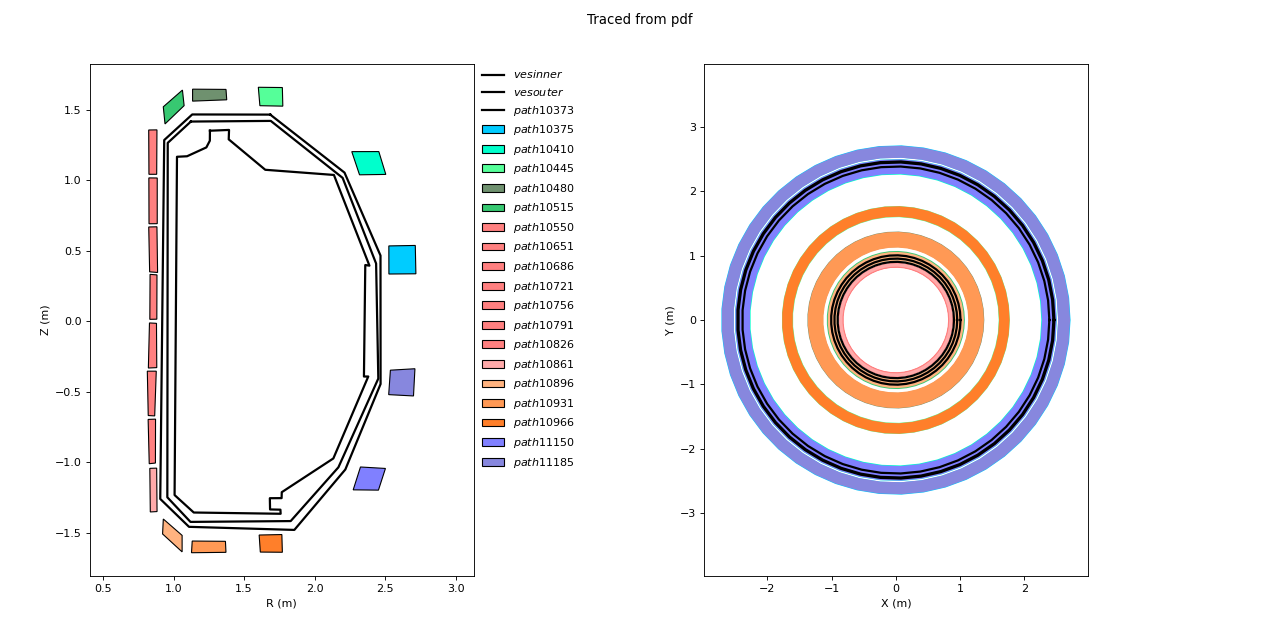 Traced from pdf
Z (m)
1.5
1.0
0.5
0.0
−0.5
−1.0
−1.5
0.5 1.0 1.5 2.0 2.5 3.0
R (m)
vesinner
vesouter
path10373
path10375
path10410
path10445
path10480
path10515
path10550
path10651
path10686
path10721
path10756
path10791
path10826
path10861
path10896
path10931
path10966
path11150
path11185
Y (m)
3
2
1
0
−1
−2
−3
−2 −1 0 1 2
X (m)